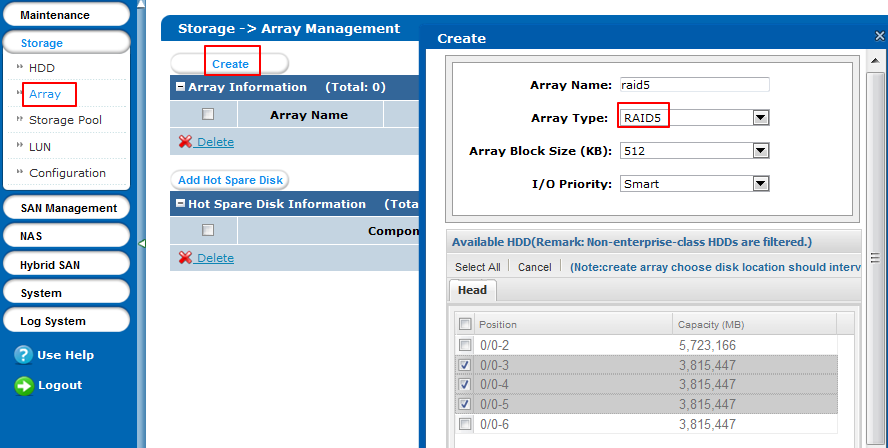 Maintenance
Storage
HDD
Array
Storage Pool
LUN
Configuration
SAN Management
NAS
Hybrid SAN
System
Log System
Use Help
Logout
Storage -> Array Management
Create
Array Information (Total: 0)
Array Name
Delete
Add Hot Spare Disk
Hot Spare Disk Information (Tota
Compon
Delete
Create
Array Name: raid5
Array Type: RAID5
Array Block Size (KB): 512
I/O Priority: Smart
Available HDD(Remark: Non-enterprise-class HDDs are filtered.)
Select All Cancel (Note:create array choose disk location should interv
Head
Position Capacity (MB)
0/0-2 5,723,166
0/0-3 3,815,447
0/0-4 3,815,447
0/0-5 3,815,447
0/0-6 3,815,447